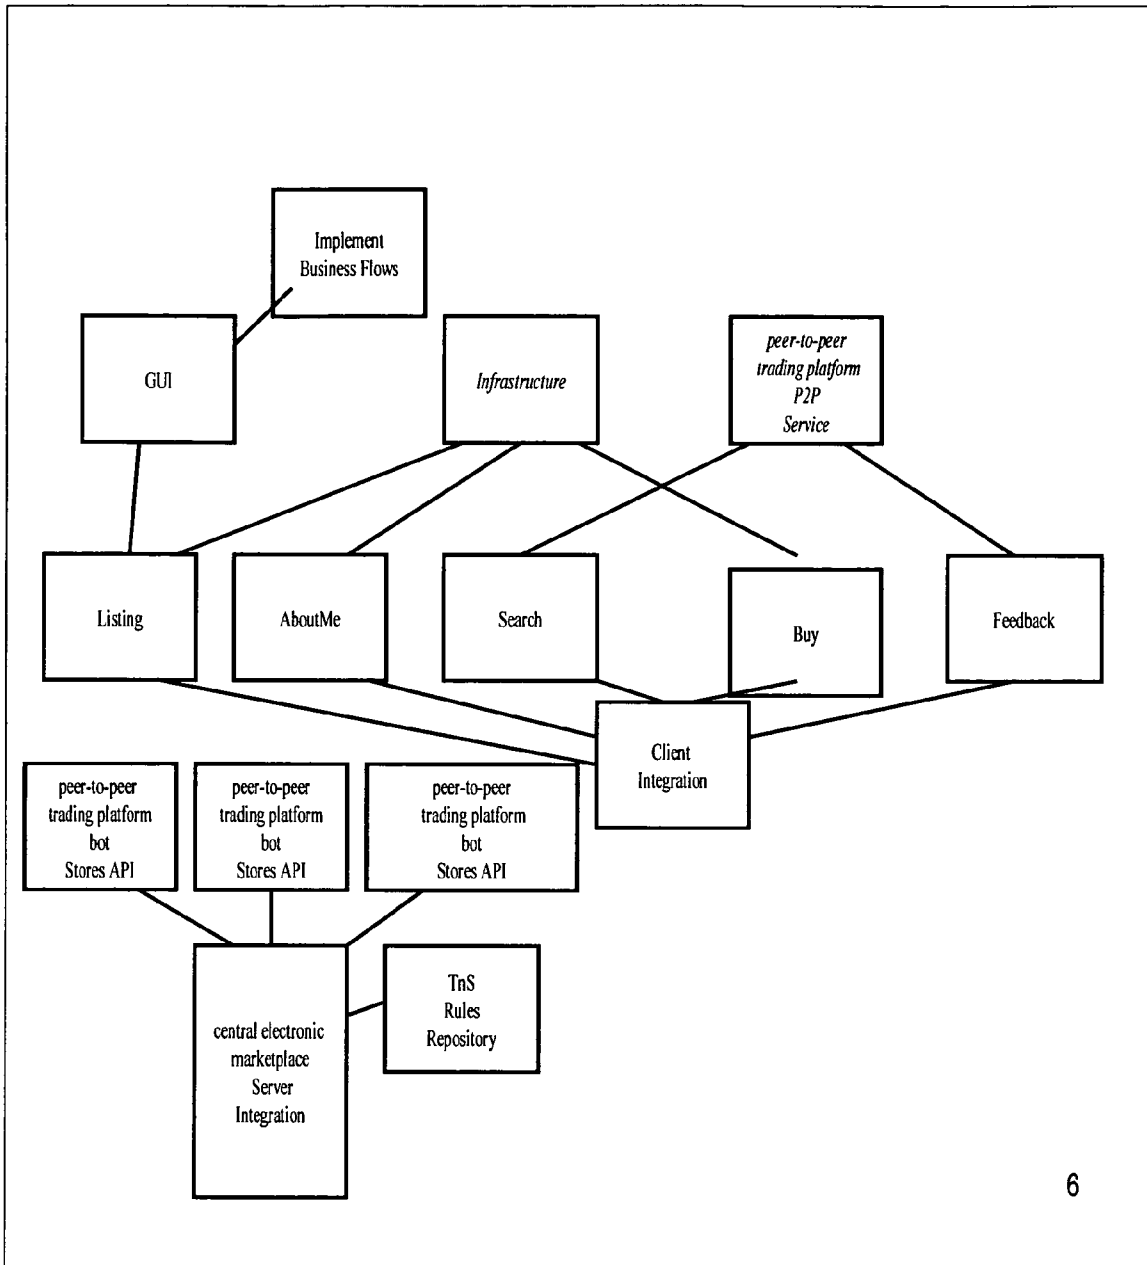 Implement
Business Flows
GUI
Infrastructure
peer-to-peer
trading platform
P2P
Service
Listing
AboutMe
Search
Buy
Feedback
Client
Integration
peer-to-peer
trading platform
bot
Stores API
peer-to-peer
trading platform
bot
Stores API
peer-to-peer
trading platform
bot
Stores API
TnS
Rules
Repository
central electronic
marketplace
Server
Integration
6